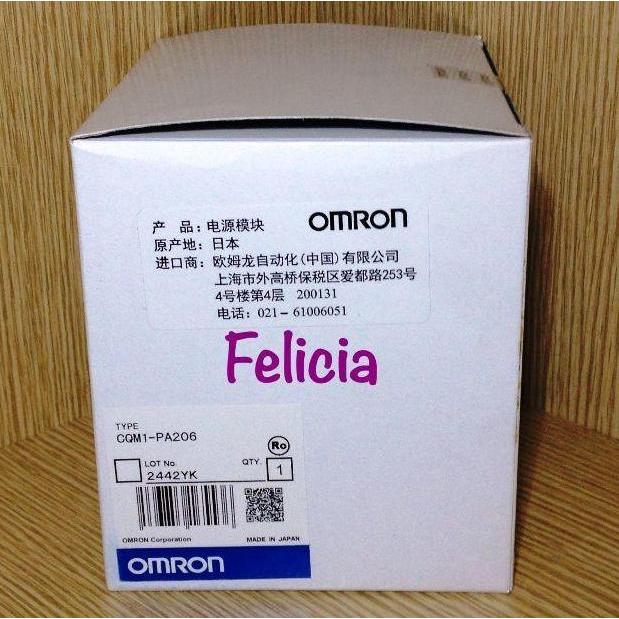 产 品: 电源模块 OMRON
原产地: 日本
进口商: 欧姆龙自动化(中国)有限公司
上海市外高桥保税区爱都路253号
4号楼第4层 200131
电话: 021-61006051
Felicia
TYPE
CQM1-PA206
Ro
LOT No. QTY.
2442YK 1
OMRON Corporation MADE IN JAPAN
OMRON